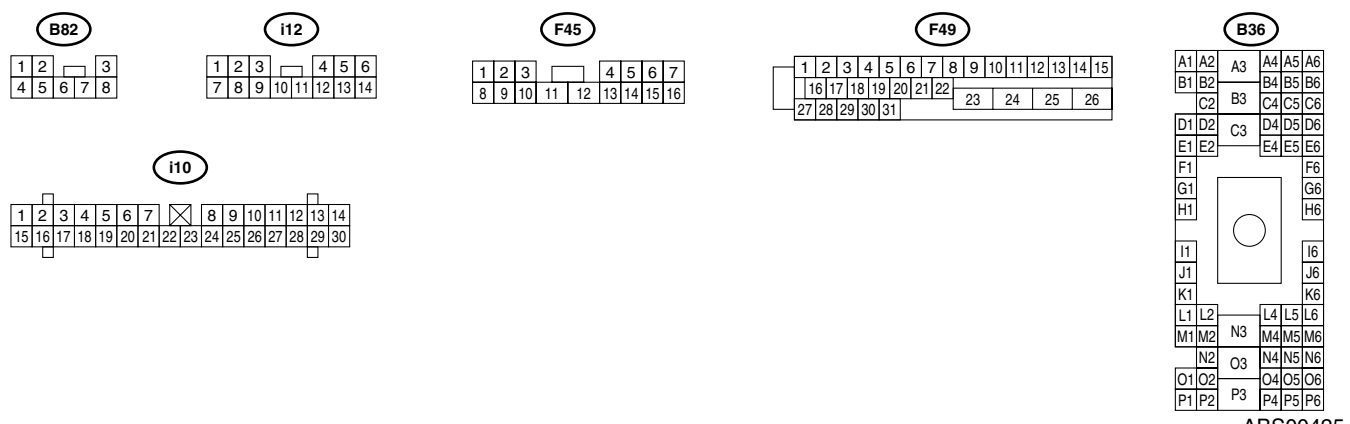 B82
1 2 3
4 5 6 7 8
i12
1 2 3 4 5 6
7 8 9 10 11 12 13 14
F45
1 2 3 4 5 6 7
8 9 10 11 12 13 14 15 16
F49
1 2 3 4 5 6 7 8 9 10 11 12 13 14 15
16 17 18 19 20 21 22 23 24 25 26
27 28 29 30 31
B36
A1 A2 A3 A4 A5 A6
B1 B2 B3 B4 B5 B6
C2 C3 C4 C5 C6
D1 D2 D4 D5 D6
E1 E2 E4 E5 E6
F1 F6
G1 G6
H1 H6
I1 I6
J1 J6
K1 K6
L1 L2 L4 L5 L6
M1 M2 N3 M4 M5 M6
N2 O3 N4 N5 N6
O1 O2 O4 O5 O6
P1 P2 P3 P4 P5 P6
i10
1 2 3 4 5 6 7 8 9 10 11 12 13 14
15 16 17 18 19 20 21 22 23 24 25 26 27 28 29 30